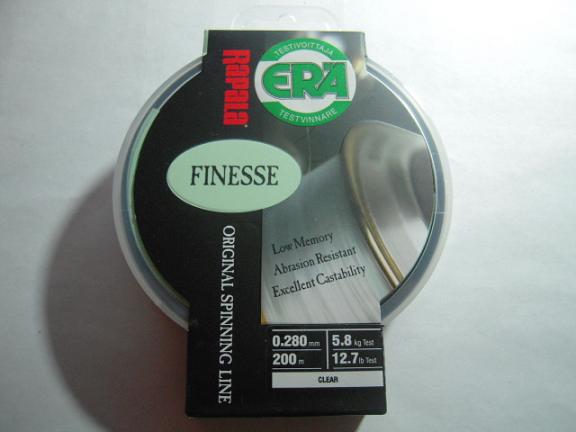 TESTIVOITTAJA
ERÄ
TESTVINNARE
RAPALA
FINESSE
ORIGINAL SPINNING LINE
Low Memory
Abrasion Resistant
Excellent Castability
0.280 mm
5.8 kg Test
200 m
12.7 lb Test
CLEAR